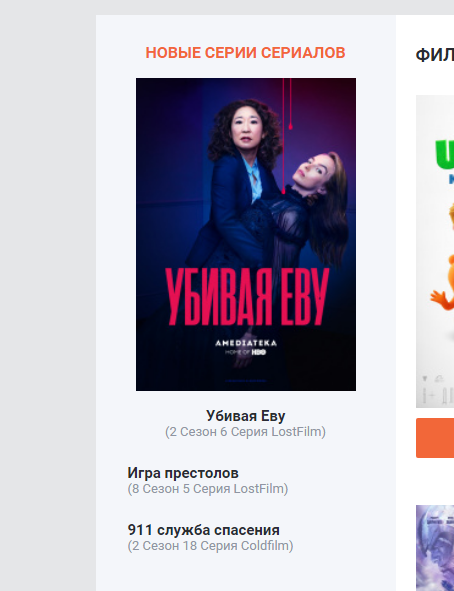 НОВЫЕ СЕРИИ СЕРИАЛОВ
УБИВАЯ ЕВУ
AMEDIATEKA
HOME OF HBO
Убивая Еву
(2 Сезон 6 Серия LostFilm)
Игра престолов
(8 Сезон 5 Серия LostFilm)
911 служба спасения
(2 Сезон 18 Серия Coldfilm)
ФИЛ